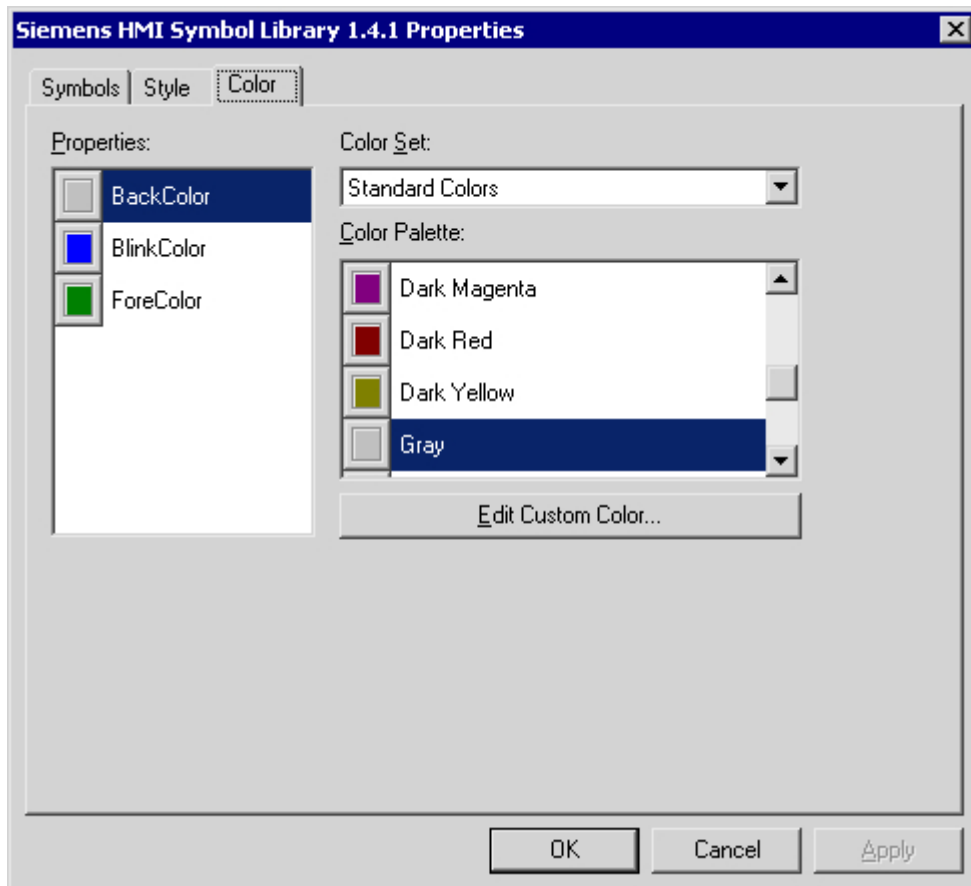 Siemens HMI Symbol Library 1.4.1 Properties
Symbols Style Color
Properties:
BackColor
BlinkColor
ForeColor
Color Set:
Standard Colors
Color Palette:
Dark Magenta
Dark Red
Dark Yellow
Gray
Edit Custom Color...
OK Cancel Apply